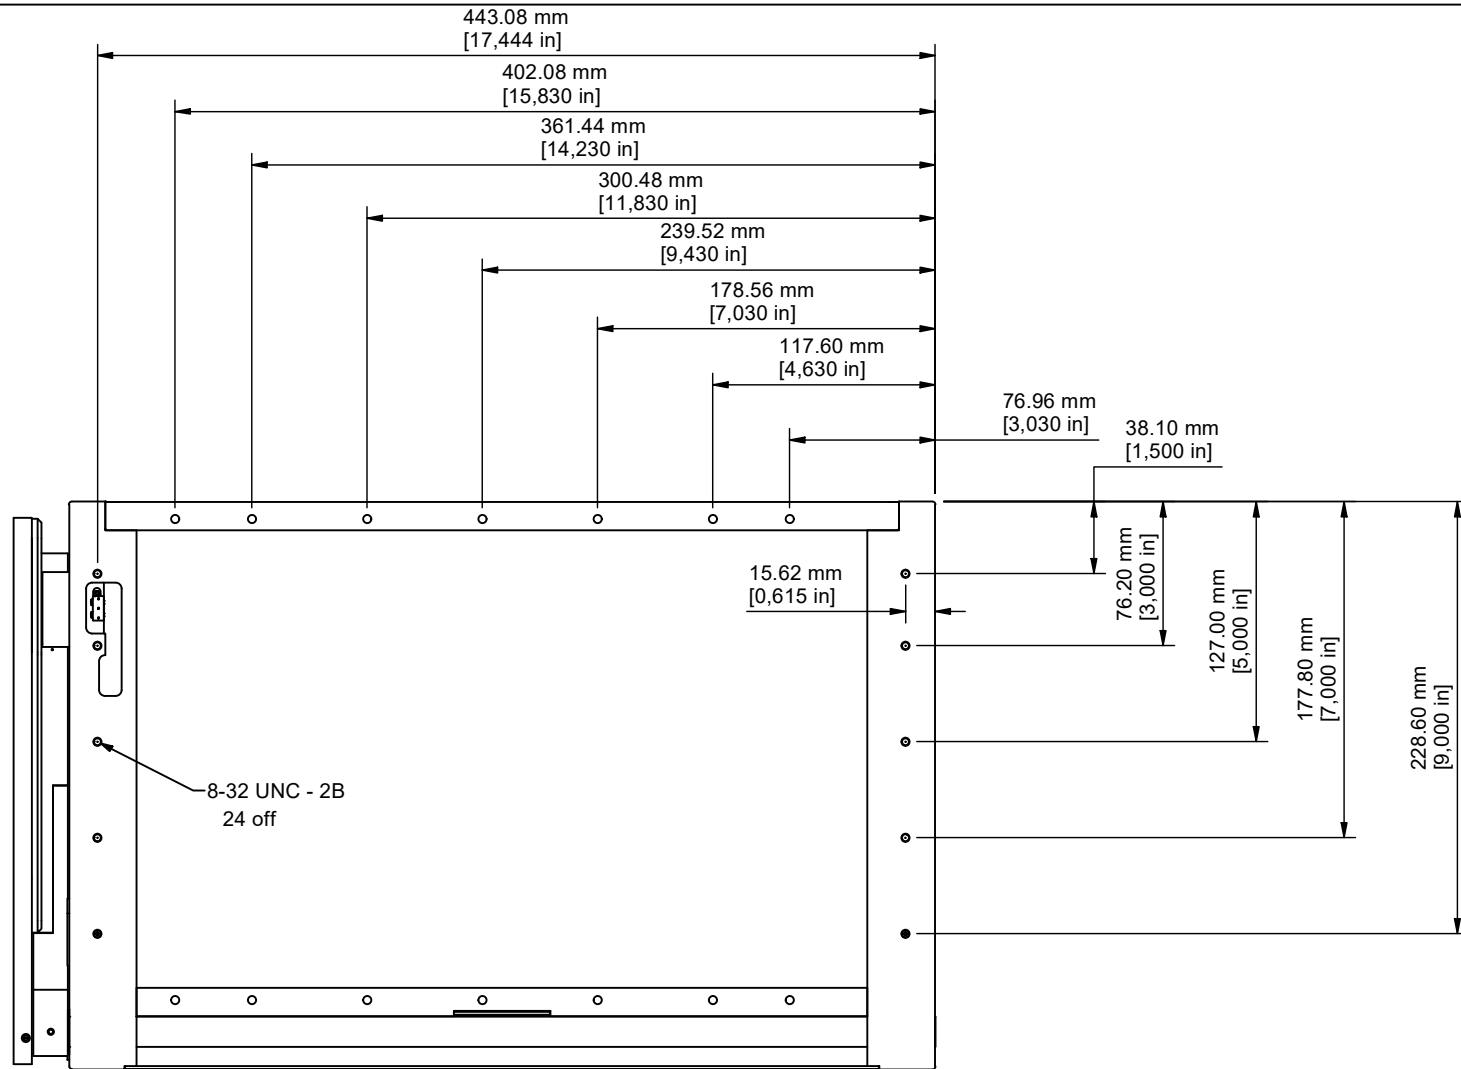 443.08 mm
[17,444 in]
402.08 mm
[15,830 in]
361.44 mm
[14,230 in]
300.48 mm
[11,830 in]
239.52 mm
[9,430 in]
178.56 mm
[7,030 in]
117.60 mm
[4,630 in]
76.96 mm
[3,030 in]
38.10 mm
[1,500 in]
15.62 mm
[0,615 in]
76.20 mm
[3,000 in]
127.00 mm
[5,000 in]
177.80 mm
[7,000 in]
228.60 mm
[9,000 in]
8-32 UNC - 2B
24 off